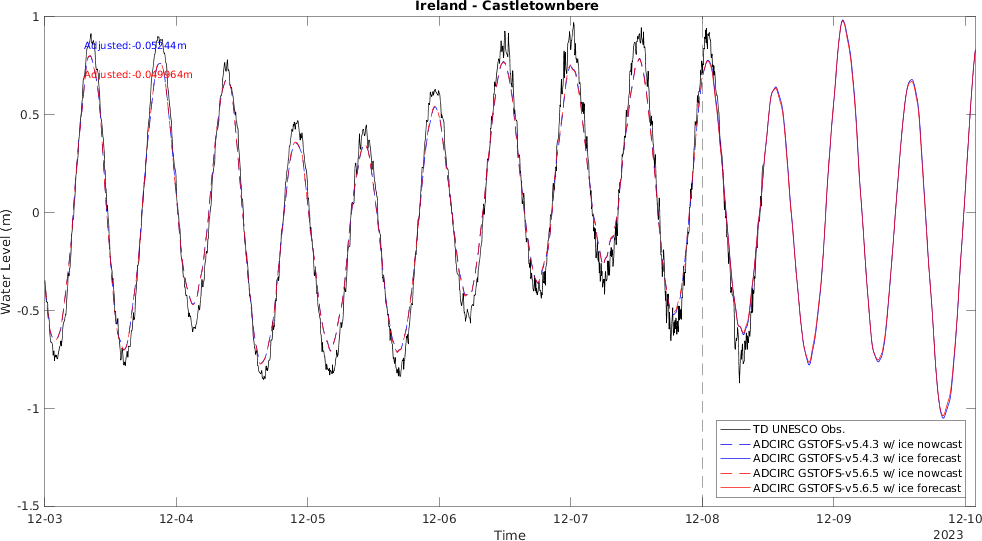 Ireland - Castletownbere
Adjusted:-0.05244m
Adjusted:-0.049964m
Water Level (m)
1
0.5
0
-0.5
-1
-1.5
TD UNESCO Obs.
ADCIRC GSTOFS-v5.4.3 w/ ice nowcast
ADCIRC GSTOFS-v5.4.3 w/ ice forecast
ADCIRC GSTOFS-v5.6.5 w/ ice nowcast
ADCIRC GSTOFS-v5.6.5 w/ ice forecast
12-03 12-04 12-05 12-06 12-07 12-08 12-09 12-10
Time
2023